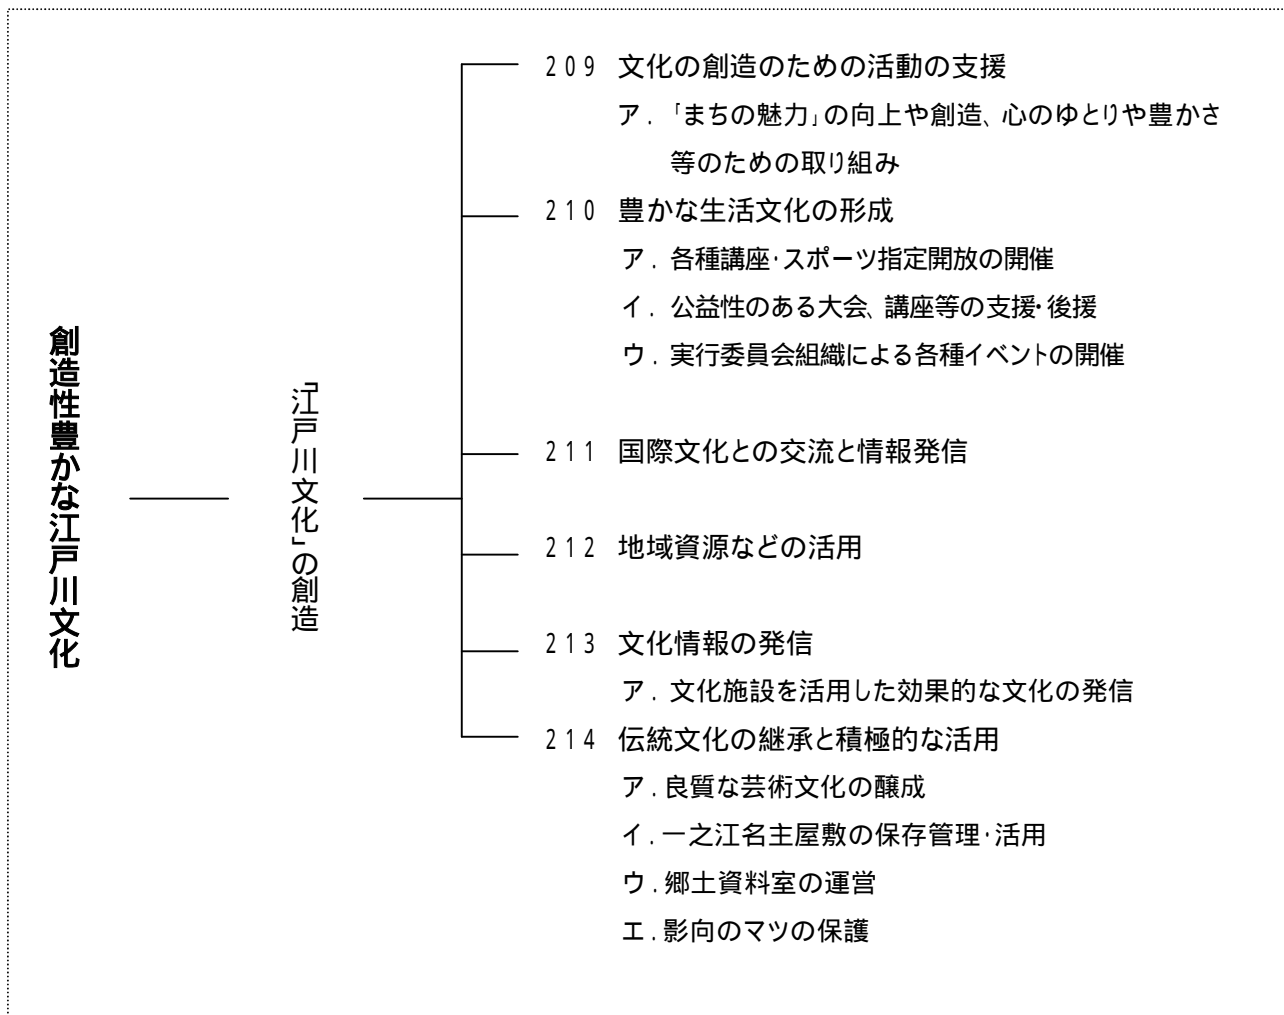 創造性豊かな江戸川文化
「江戸川文化」の創造
209 文化の創造のための活動の支援
ア.「まちの魅力」の向上や創造、心のゆとりや豊かさ
等のための取り組み
210 豊かな生活文化の形成
ア.各種講座・スポーツ指定開放の開催
イ.公益性のある大会、講座等の支援・後援
ウ.実行委員会組織による各種イベントの開催
211 国際文化との交流と情報発信
212 地域資源などの活用
213 文化情報の発信
ア.文化施設を活用した効果的な文化の発信
214 伝統文化の継承と積極的な活用
ア.良質な芸術文化の醸成
イ.一之江名主屋敷の保存管理・活用
ウ.郷土資料室の運営
エ.影向のマツの保護